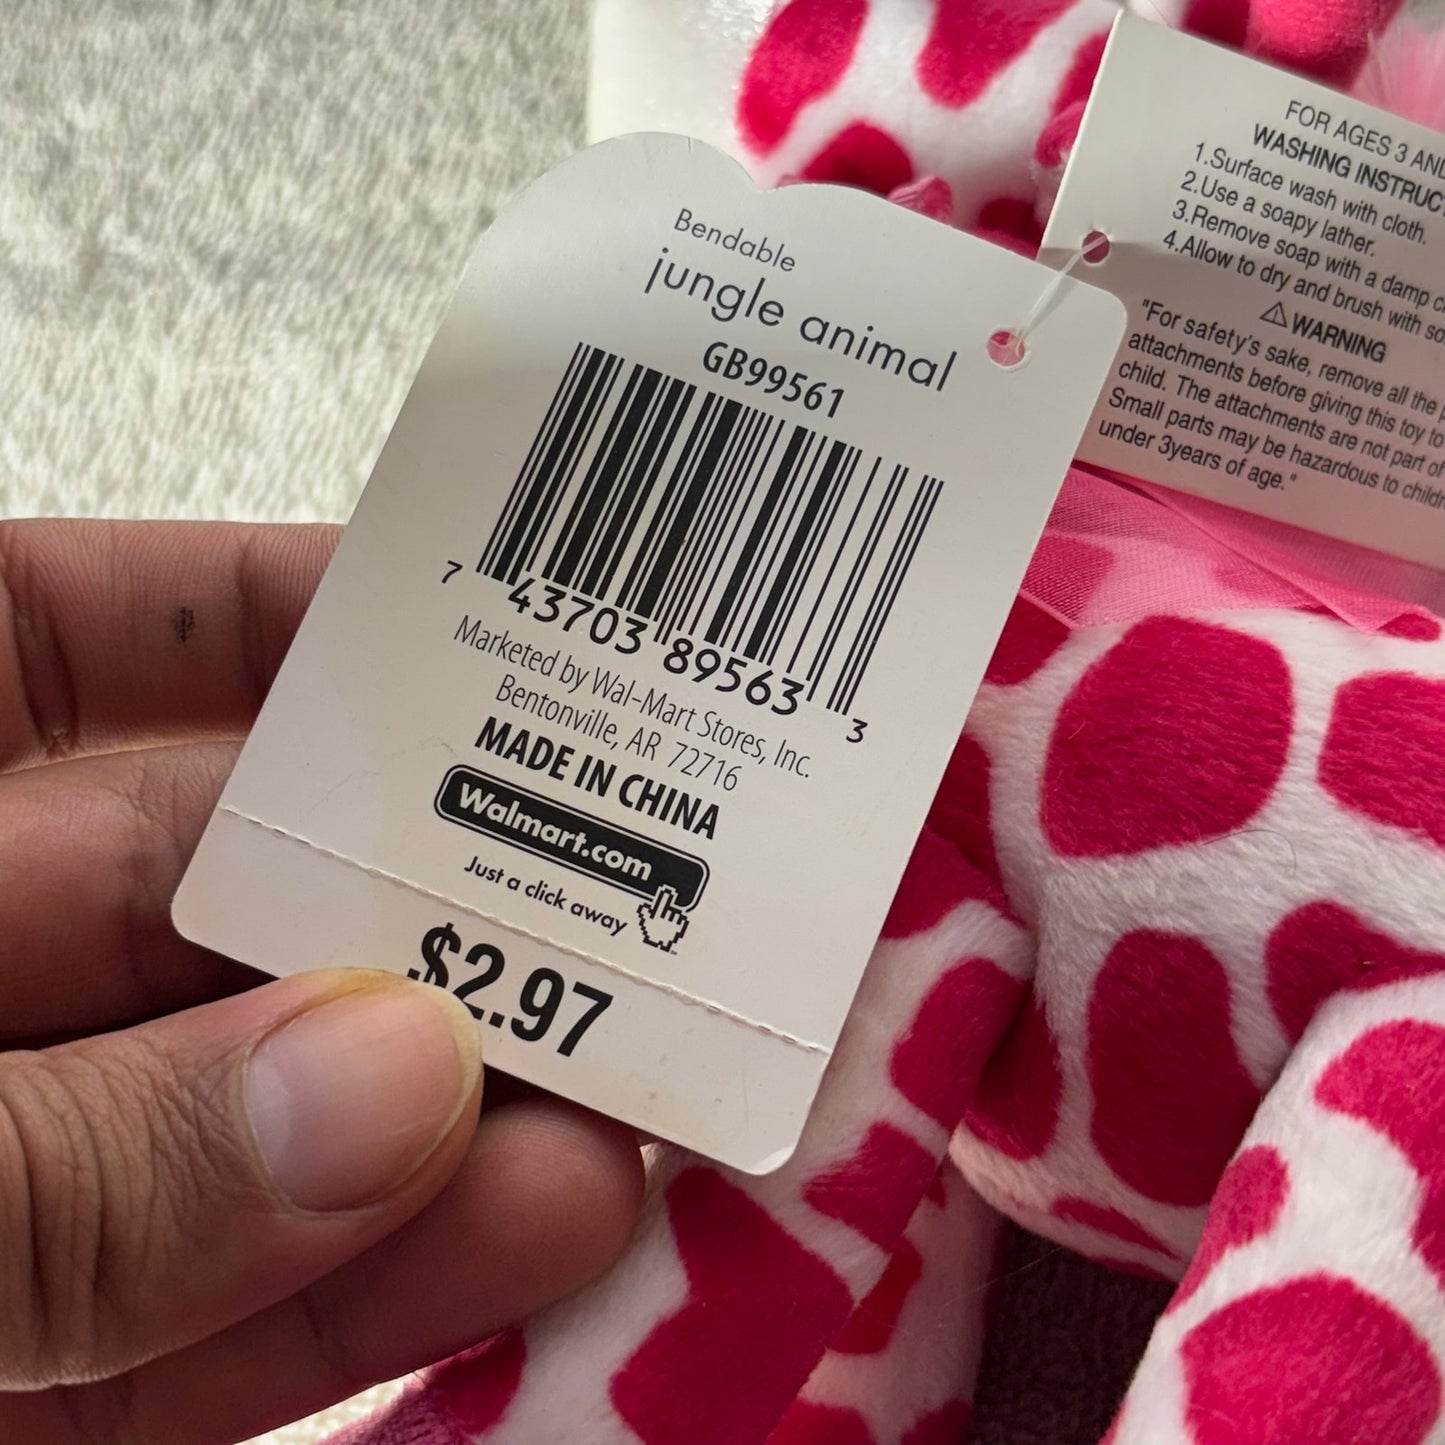 Bendable
jungle animal
GB99561
7 43703 89563 3
Marketed by Wal-Mart Stores, Inc.
Bentonville, AR 72716
MADE IN CHINA
Walmart.com
Just a click away
$2.97
FOR AGES 3
WASHING
1.Surface wash with cloth.
2.Use a soapy lather.
3.Remove soap with a damp
4.Allow to dry and brush with
⚠WARNING
"For safety's sake, remove all the
attachments before giving this toy to
child. The attachments are not part of
Small parts may be hazardous to
under 3years of age."